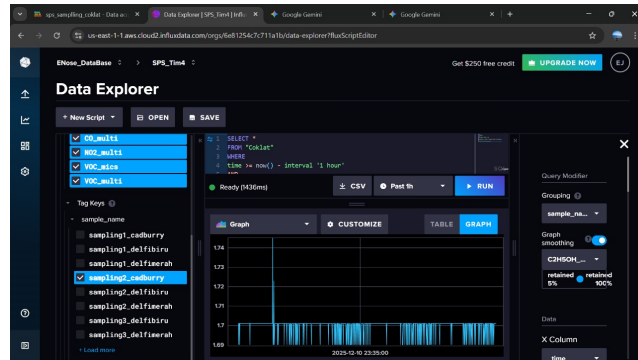 sps_samplling_coklat - Data ac
Data Explorer | SPS_Tim4 | Influ
Google Gemini
Google Gemini
us-east-1-1.aws.cloud2.influxdata.com/orgs/6e81254c7c711a1b/data-explorer?fluxScriptEditor
ENose_DataBase
SPS_Tim4
Get $250 free credit
UPGRADE NOW
EJ
Data Explorer
+ New Script
OPEN
SAVE
CO_multi
NO2_multi
VOC_mics
VOC_multi
Tag Keys
sample_name
sampling1_cadburry
sampling1_delfibiru
sampling1_delfimerah
sampling2_cadburry
sampling2_delfibiru
sampling2_delfimerah
sampling3_delfibiru
sampling3_delfimerah
+ Load more
1
SELECT *
2
FROM "Coklat"
3
WHERE
4
time >= now() - interval '1 hour'
Ready (1436ms)
CSV
Past 1h
RUN
Graph
CUSTOMIZE
TABLE
GRAPH
1.74
1.73
1.72
1.71
1.7
1.69
2025-12-10 23:35:00
Query Modifier
Grouping
sample_na...
Graph
smoothing
C2H5OH_...
retained
5%
retained
100%
Data
X Column
time